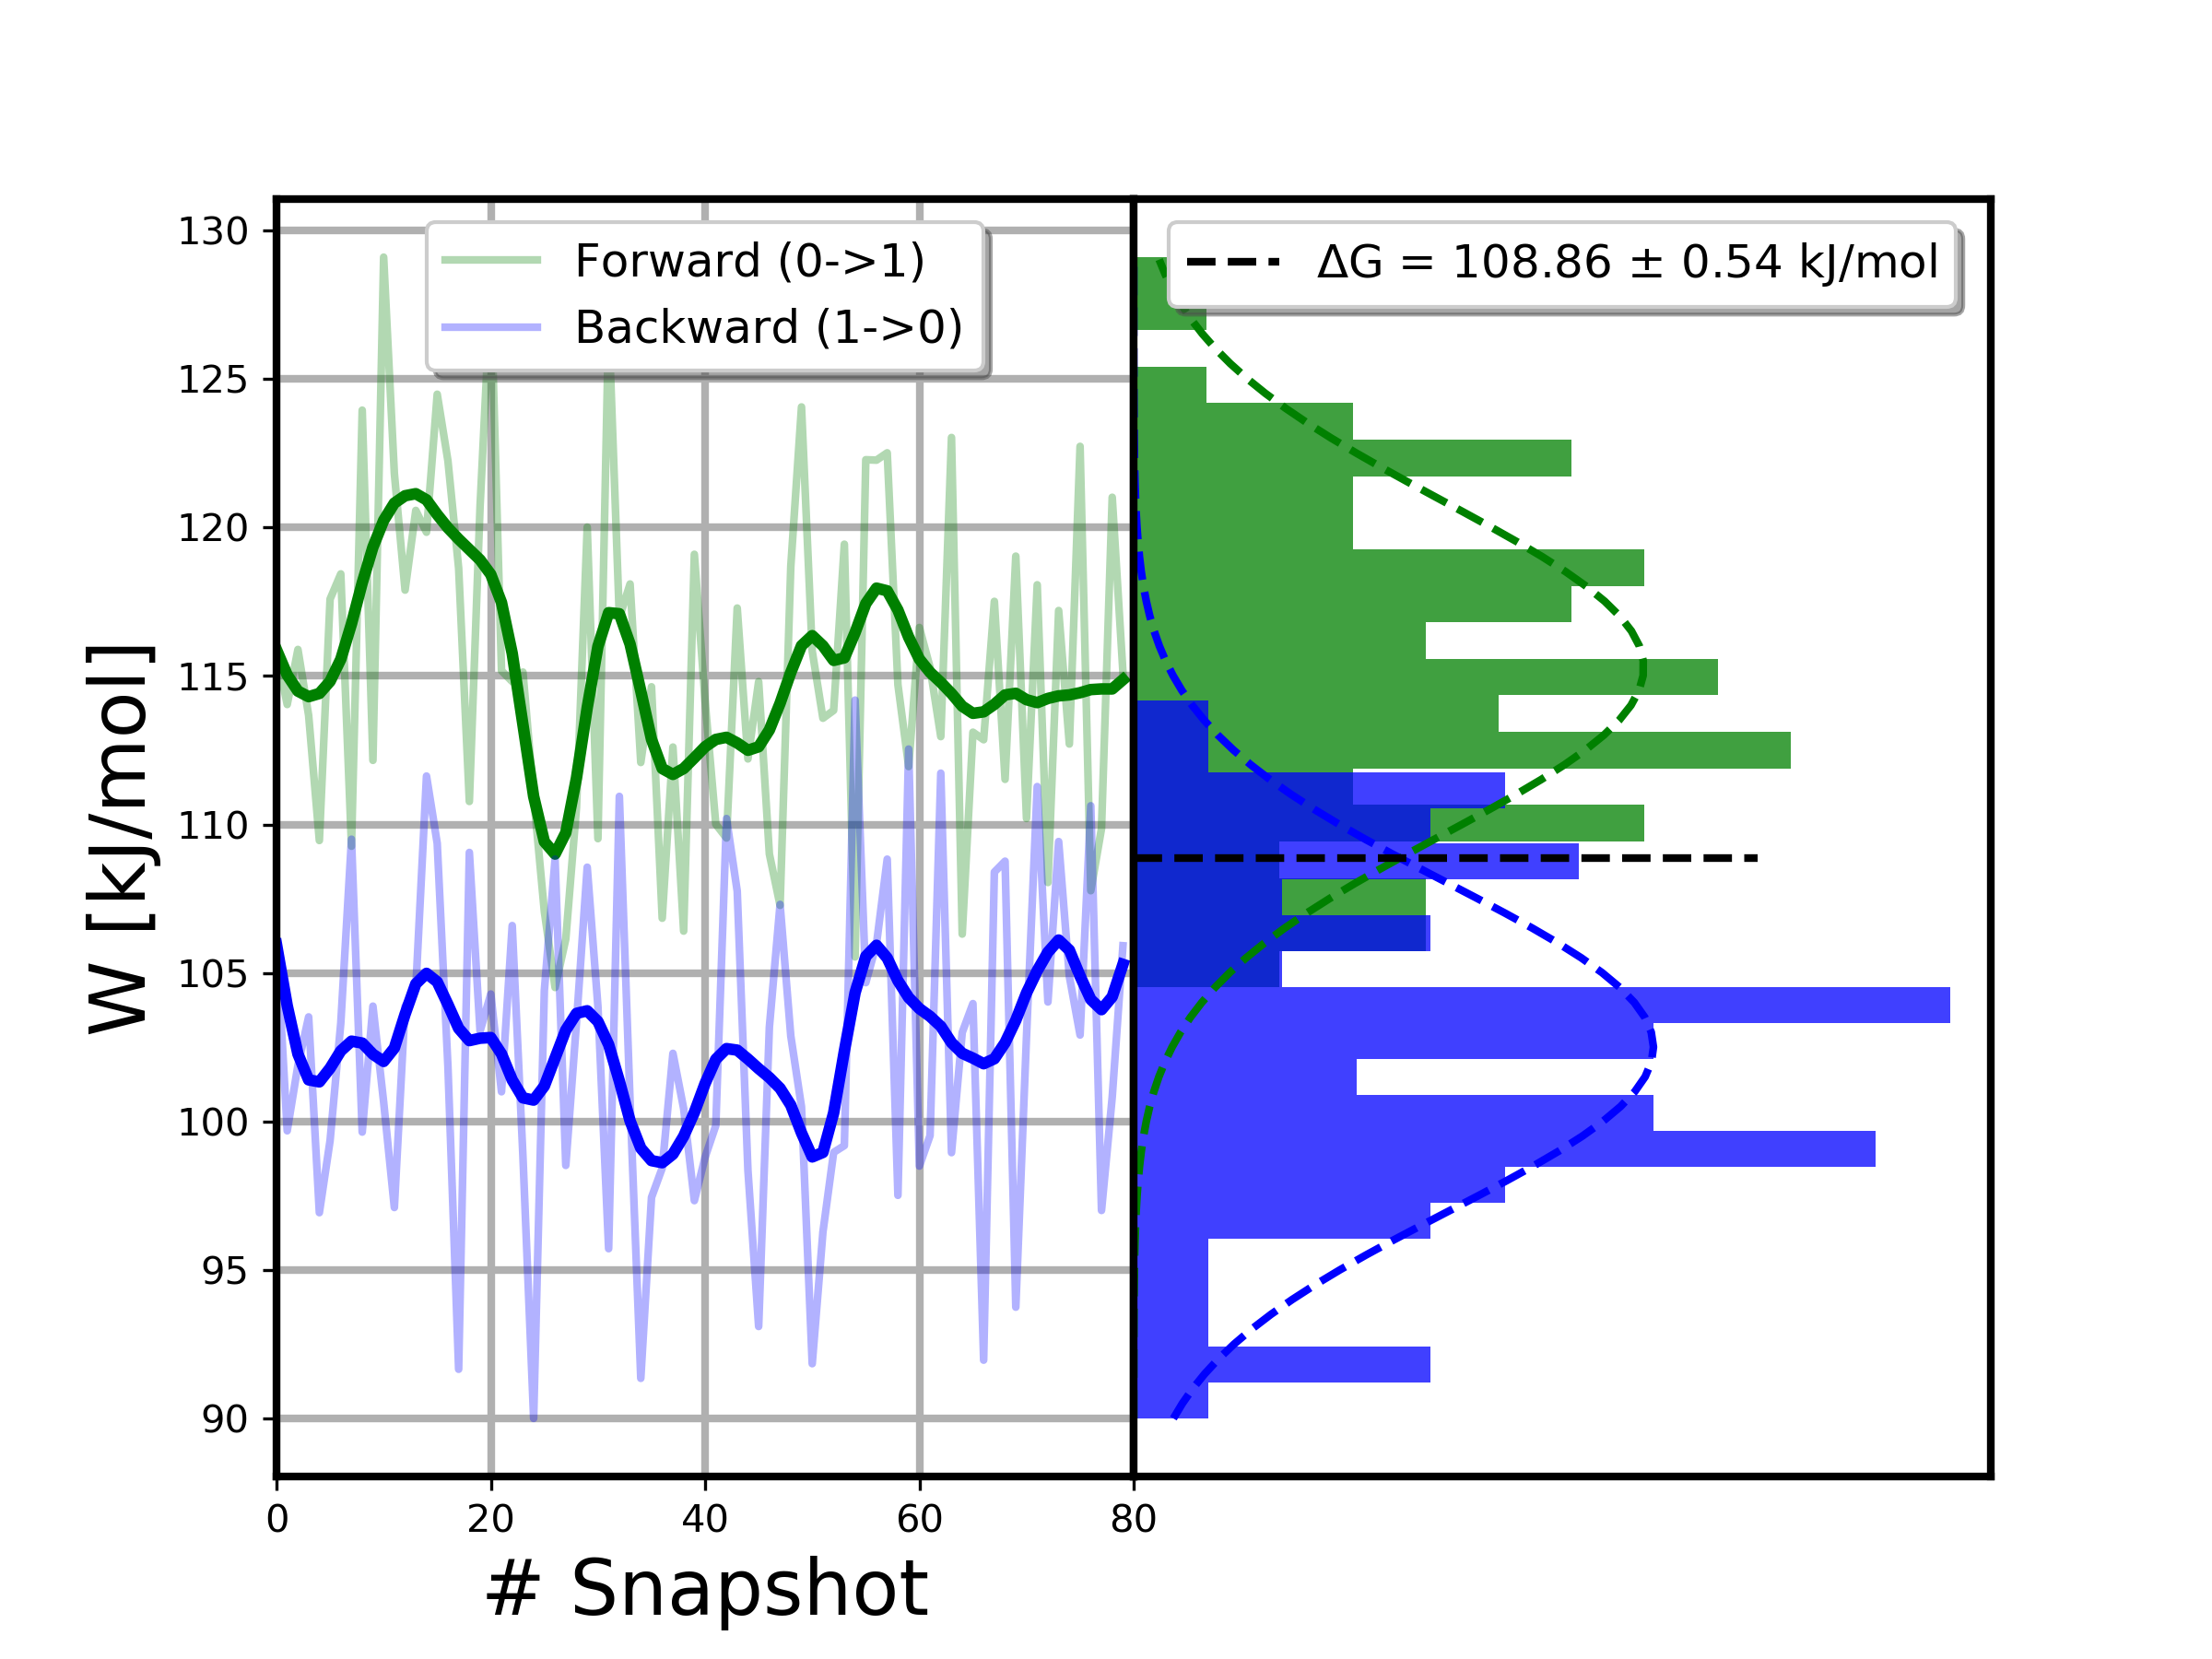 Forward (0->1)
Backward (1->0)
ΔG = 108.86 ± 0.54 kJ/mol
W [kJ/mol]
130
125
120
115
110
105
100
95
90
0 20 40 60 80
# Snapshot